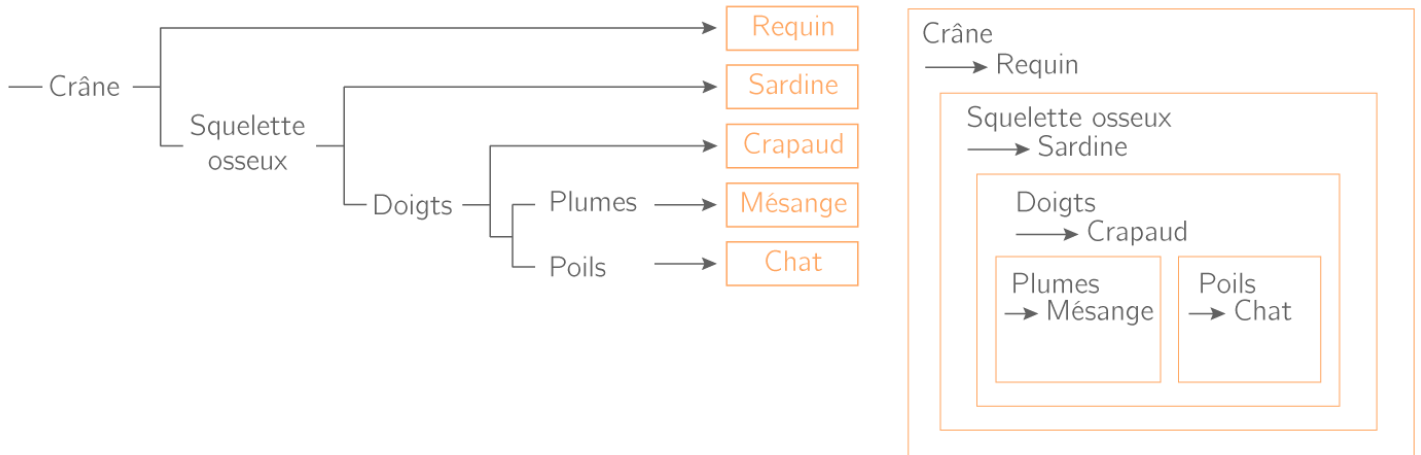 Crâne
Requin
Squelette
osseux
Sardine
Doigts
Crapaud
Plumes
Mésange
Poils
Chat
Crâne
Requin
Squelette osseux
Sardine
Doigts
Crapaud
Plumes
Mésange
Poils
Chat